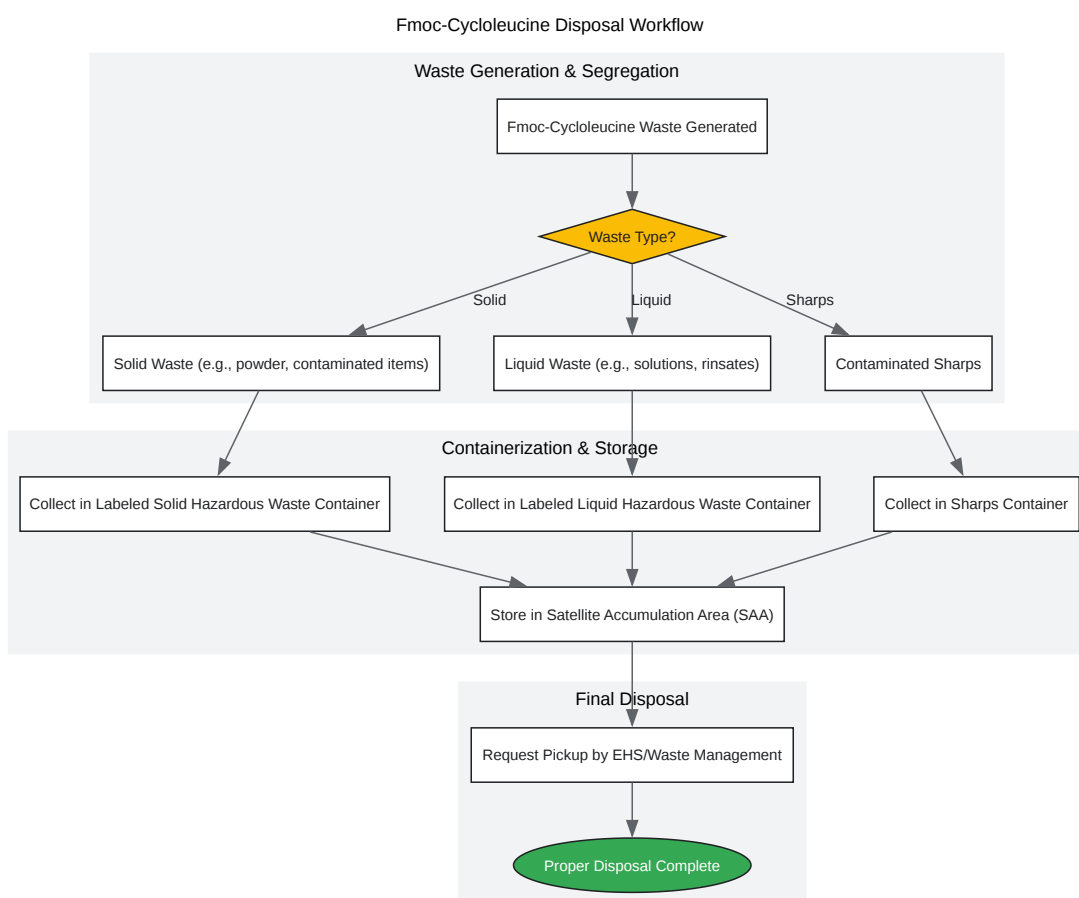 Fmoc-Cycloleucine Disposal Workflow
Waste Generation & Segregation
Fmoc-Cycloleucine Waste Generated
Waste Type?
Solid
Liquid
Sharps
Solid Waste (e.g., powder, contaminated items)
Liquid Waste (e.g., solutions, rinsates)
Contaminated Sharps
Containerization & Storage
Collect in Labeled Solid Hazardous Waste Container
Collect in Labeled Liquid Hazardous Waste Container
Collect in Sharps Container
Store in Satellite Accumulation Area (SAA)
Final Disposal
Request Pickup by EHS/Waste Management
Proper Disposal Complete